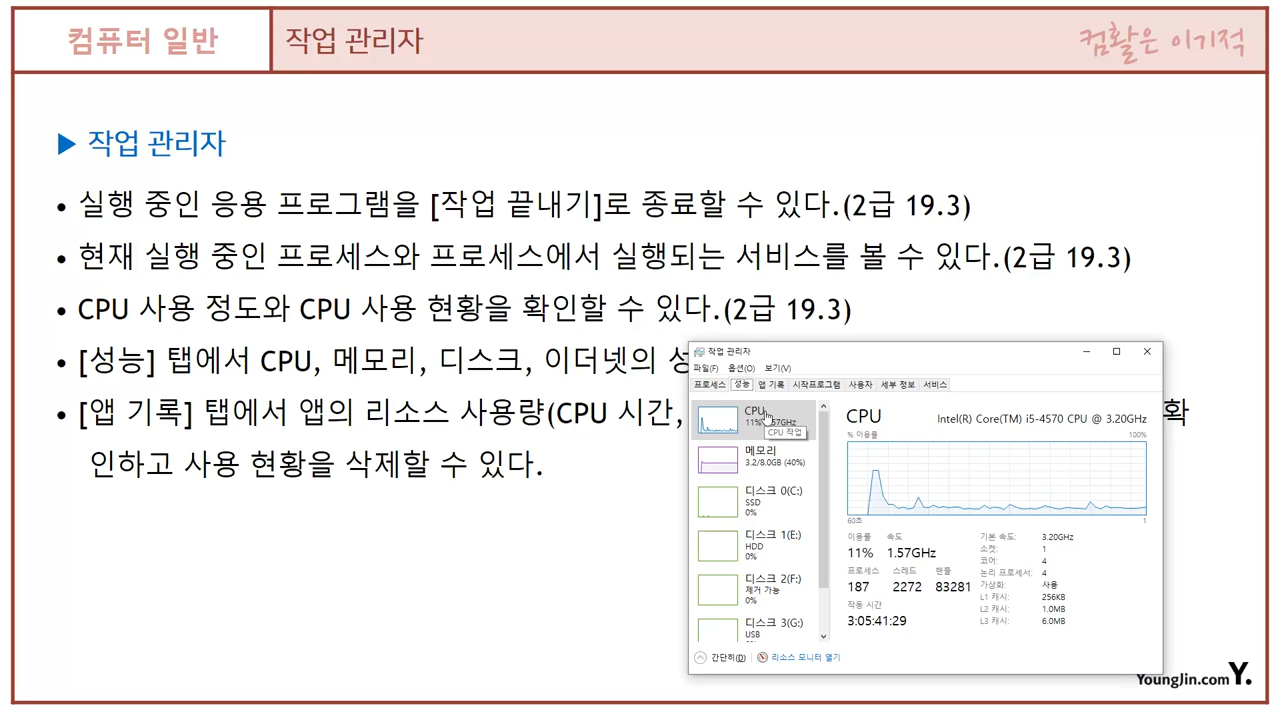 컴퓨터 일반
작업 관리자
컴활은 이기적
▶ 작업 관리자
• 실행 중인 응용 프로그램을 [작업 끝내기]로 종료할 수 있다.(2급 19.3)
• 현재 실행 중인 프로세스와 프로세스에서 실행되는 서비스를 볼 수 있다.(2급 19.3)
• CPU 사용 정도와 CPU 사용 현황을 확인할 수 있다.(2급 19.3)
• [성능] 탭에서 CPU, 메모리, 디스크, 이더넷의 성
• [앱 기록] 탭에서 앱의 리소스 사용량(CPU 시간, 확
인하고 사용 현황을 삭제할 수 있다.
작업 관리자
파일(F) 옵션(O) 보기(V)
프로세스 성능 앱 기록 시작프로그램 사용자 세부 정보 서비스
CPU
11% 1.57GHz
CPU 작업
메모리
3.2/8.0GB (40%)
디스크 0(C:)
SSD
0%
디스크 1(E:)
HDD
0%
디스크 2(F:)
제거 가능
0%
디스크 3(G:)
USB
CPU
Intel(R) Core(TM) i5-4570 CPU @ 3.20GHz
% 이용률 100%
60초 1
이용률 속도
11% 1.57GHz
프로세스 스레드 핸들
187 2272 83281
작동 시간
3:05:41:29
기본 속도: 3.20GHz
소켓: 1
코어: 4
논리 프로세서: 4
가상화: 사용
L1 캐시: 256KB
L2 캐시: 1.0MB
L3 캐시: 6.0MB
간단히(D) 리소스 모니터 열기
YoungJin.com Y.